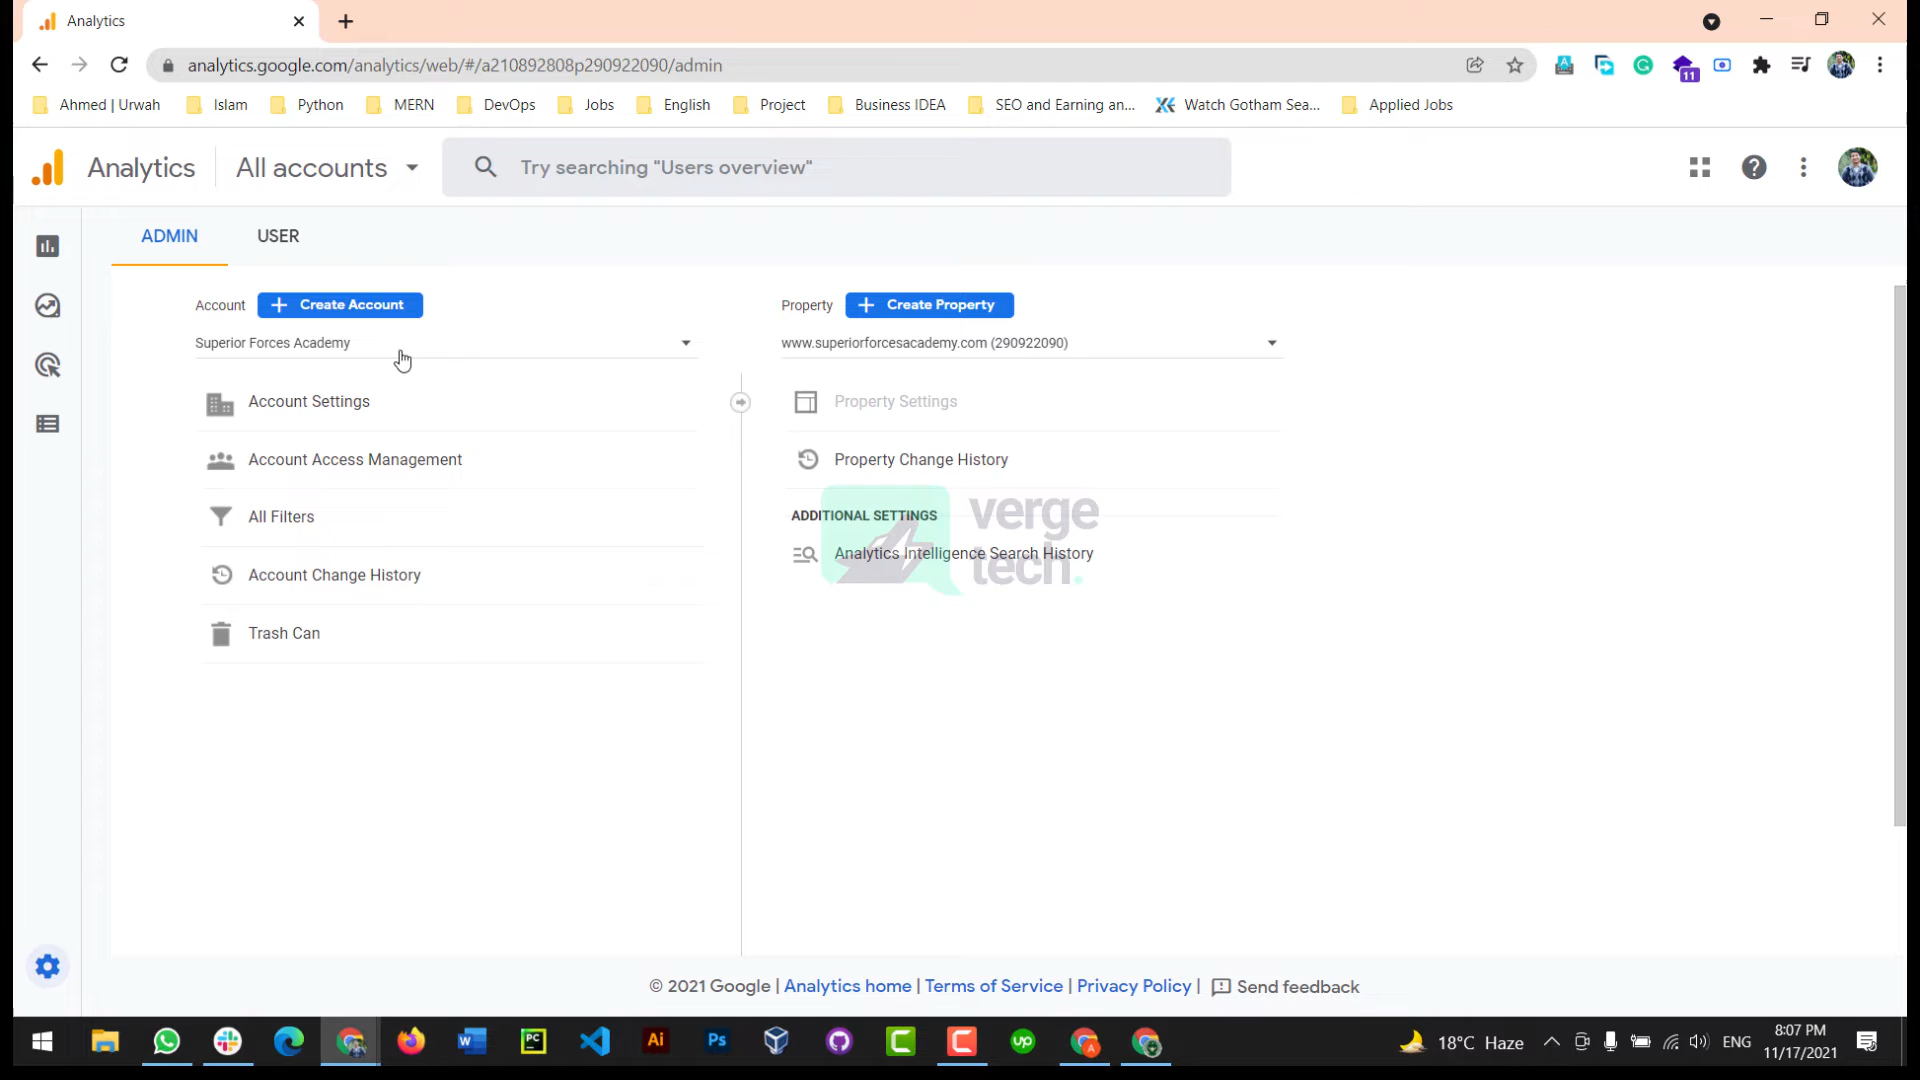 Analytics
analytics.google.com/analytics/web/#/a210892808p290922090/admin
11
Ahmed | Urwah
Islam
Python
MERN
DevOps
Jobs
English
Project
Business IDEA
SEO and Earning an...
Watch Gotham Sea...
Applied Jobs
Analytics
All accounts
Try searching "Users overview"
ADMIN
USER
Account
Create Account
Property
Create Property
Superior Forces Academy
www.superiorforcesacademy.com (290922090)
Account Settings
Property Settings
Account Access Management
Property Change History
All Filters
ADDITIONAL SETTINGS
verge
tech.
Analytics Intelligence Search History
Account Change History
Trash Can
© 2021 Google | Analytics home | Terms of Service | Privacy Policy |
Send feedback
W
PC
Ai
Ps
C
C
up
A
18°C Haze
ENG
8:07 PM
11/17/2021